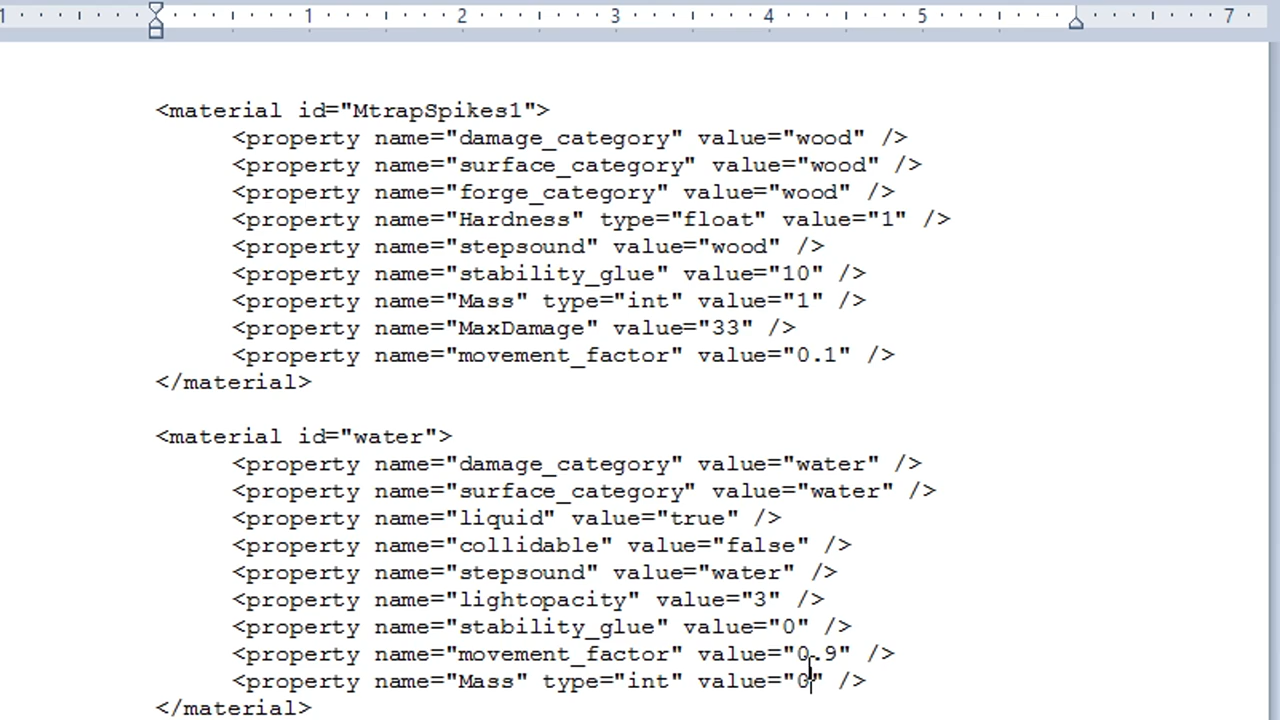 1 1 2 3 4 5 7
<material id="MtrapSpikes1">
<property name="damage_category" value="wood" />
<property name="surface_category" value="wood" />
<property name="forge_category" value="wood" />
<property name="Hardness" type="float" value="1" />
<property name="stepsound" value="wood" />
<property name="stability_glue" value="10" />
<property name="Mass" type="int" value="1" />
<property name="MaxDamage" value="33" />
<property name="movement_factor" value="0.1" />
</material>
<material id="water">
<property name="damage_category" value="water" />
<property name="surface_category" value="water" />
<property name="liquid" value="true" />
<property name="collidable" value="false" />
<property name="stepsound" value="water" />
<property name="lightopacity" value="3" />
<property name="stability_glue" value="0" />
<property name="movement_factor" value="0.9" />
<property name="Mass" type="int" value="0" />
</material>